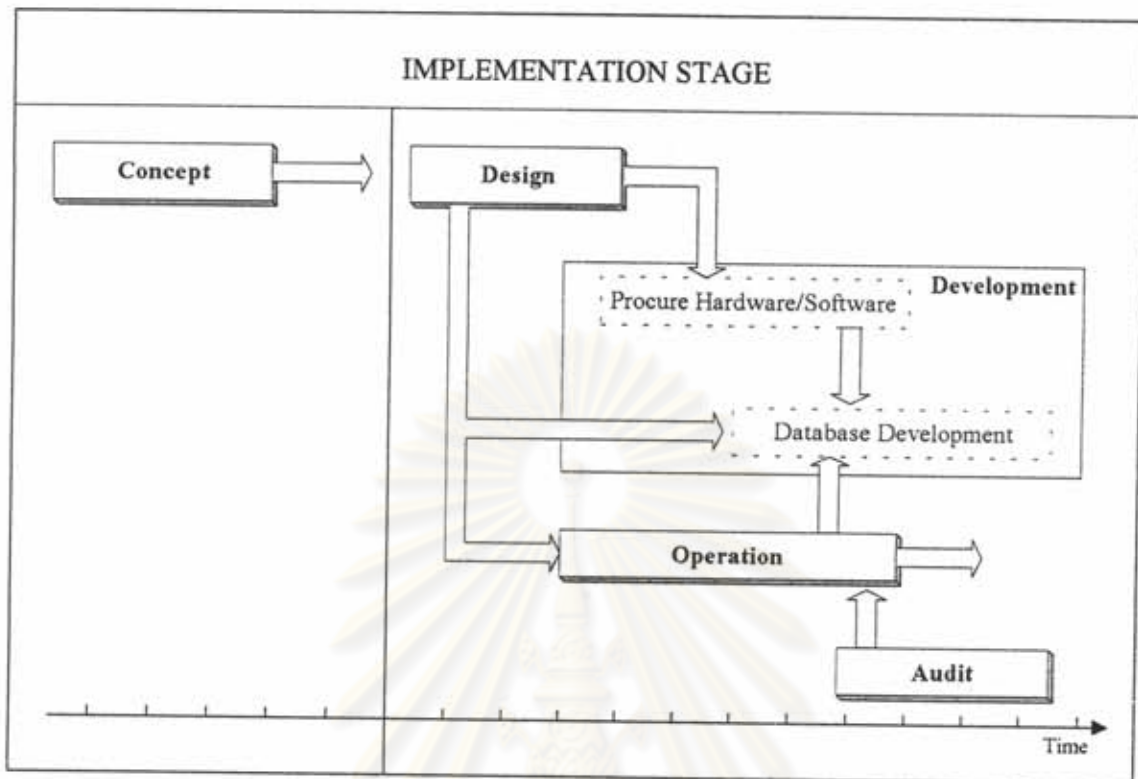 IMPLEMENTATION STAGE
Concept
Design
Development
Procure Hardware/Software
Database Development
Operation
Audit
Time